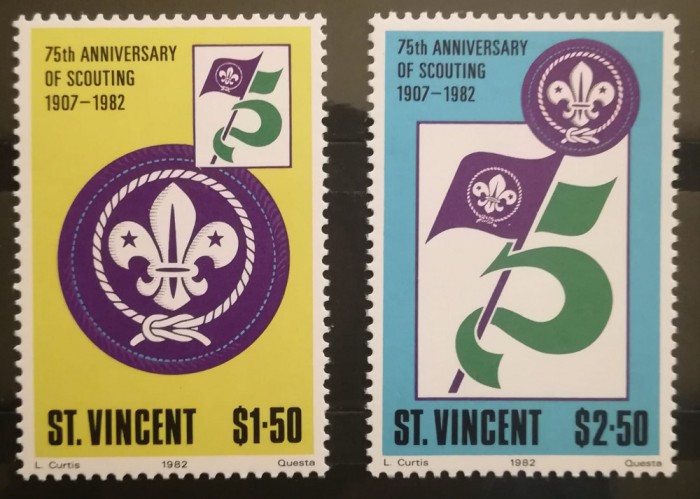 75th ANNIVERSARY
OF SCOUTING
1907-1982
ST. VINCENT $1·50
L. Curtis 1982 Questa
75th ANNIVERSARY
OF SCOUTING
1907-1982
ST. VINCENT $2·50
L. Curtis 1982 Questa